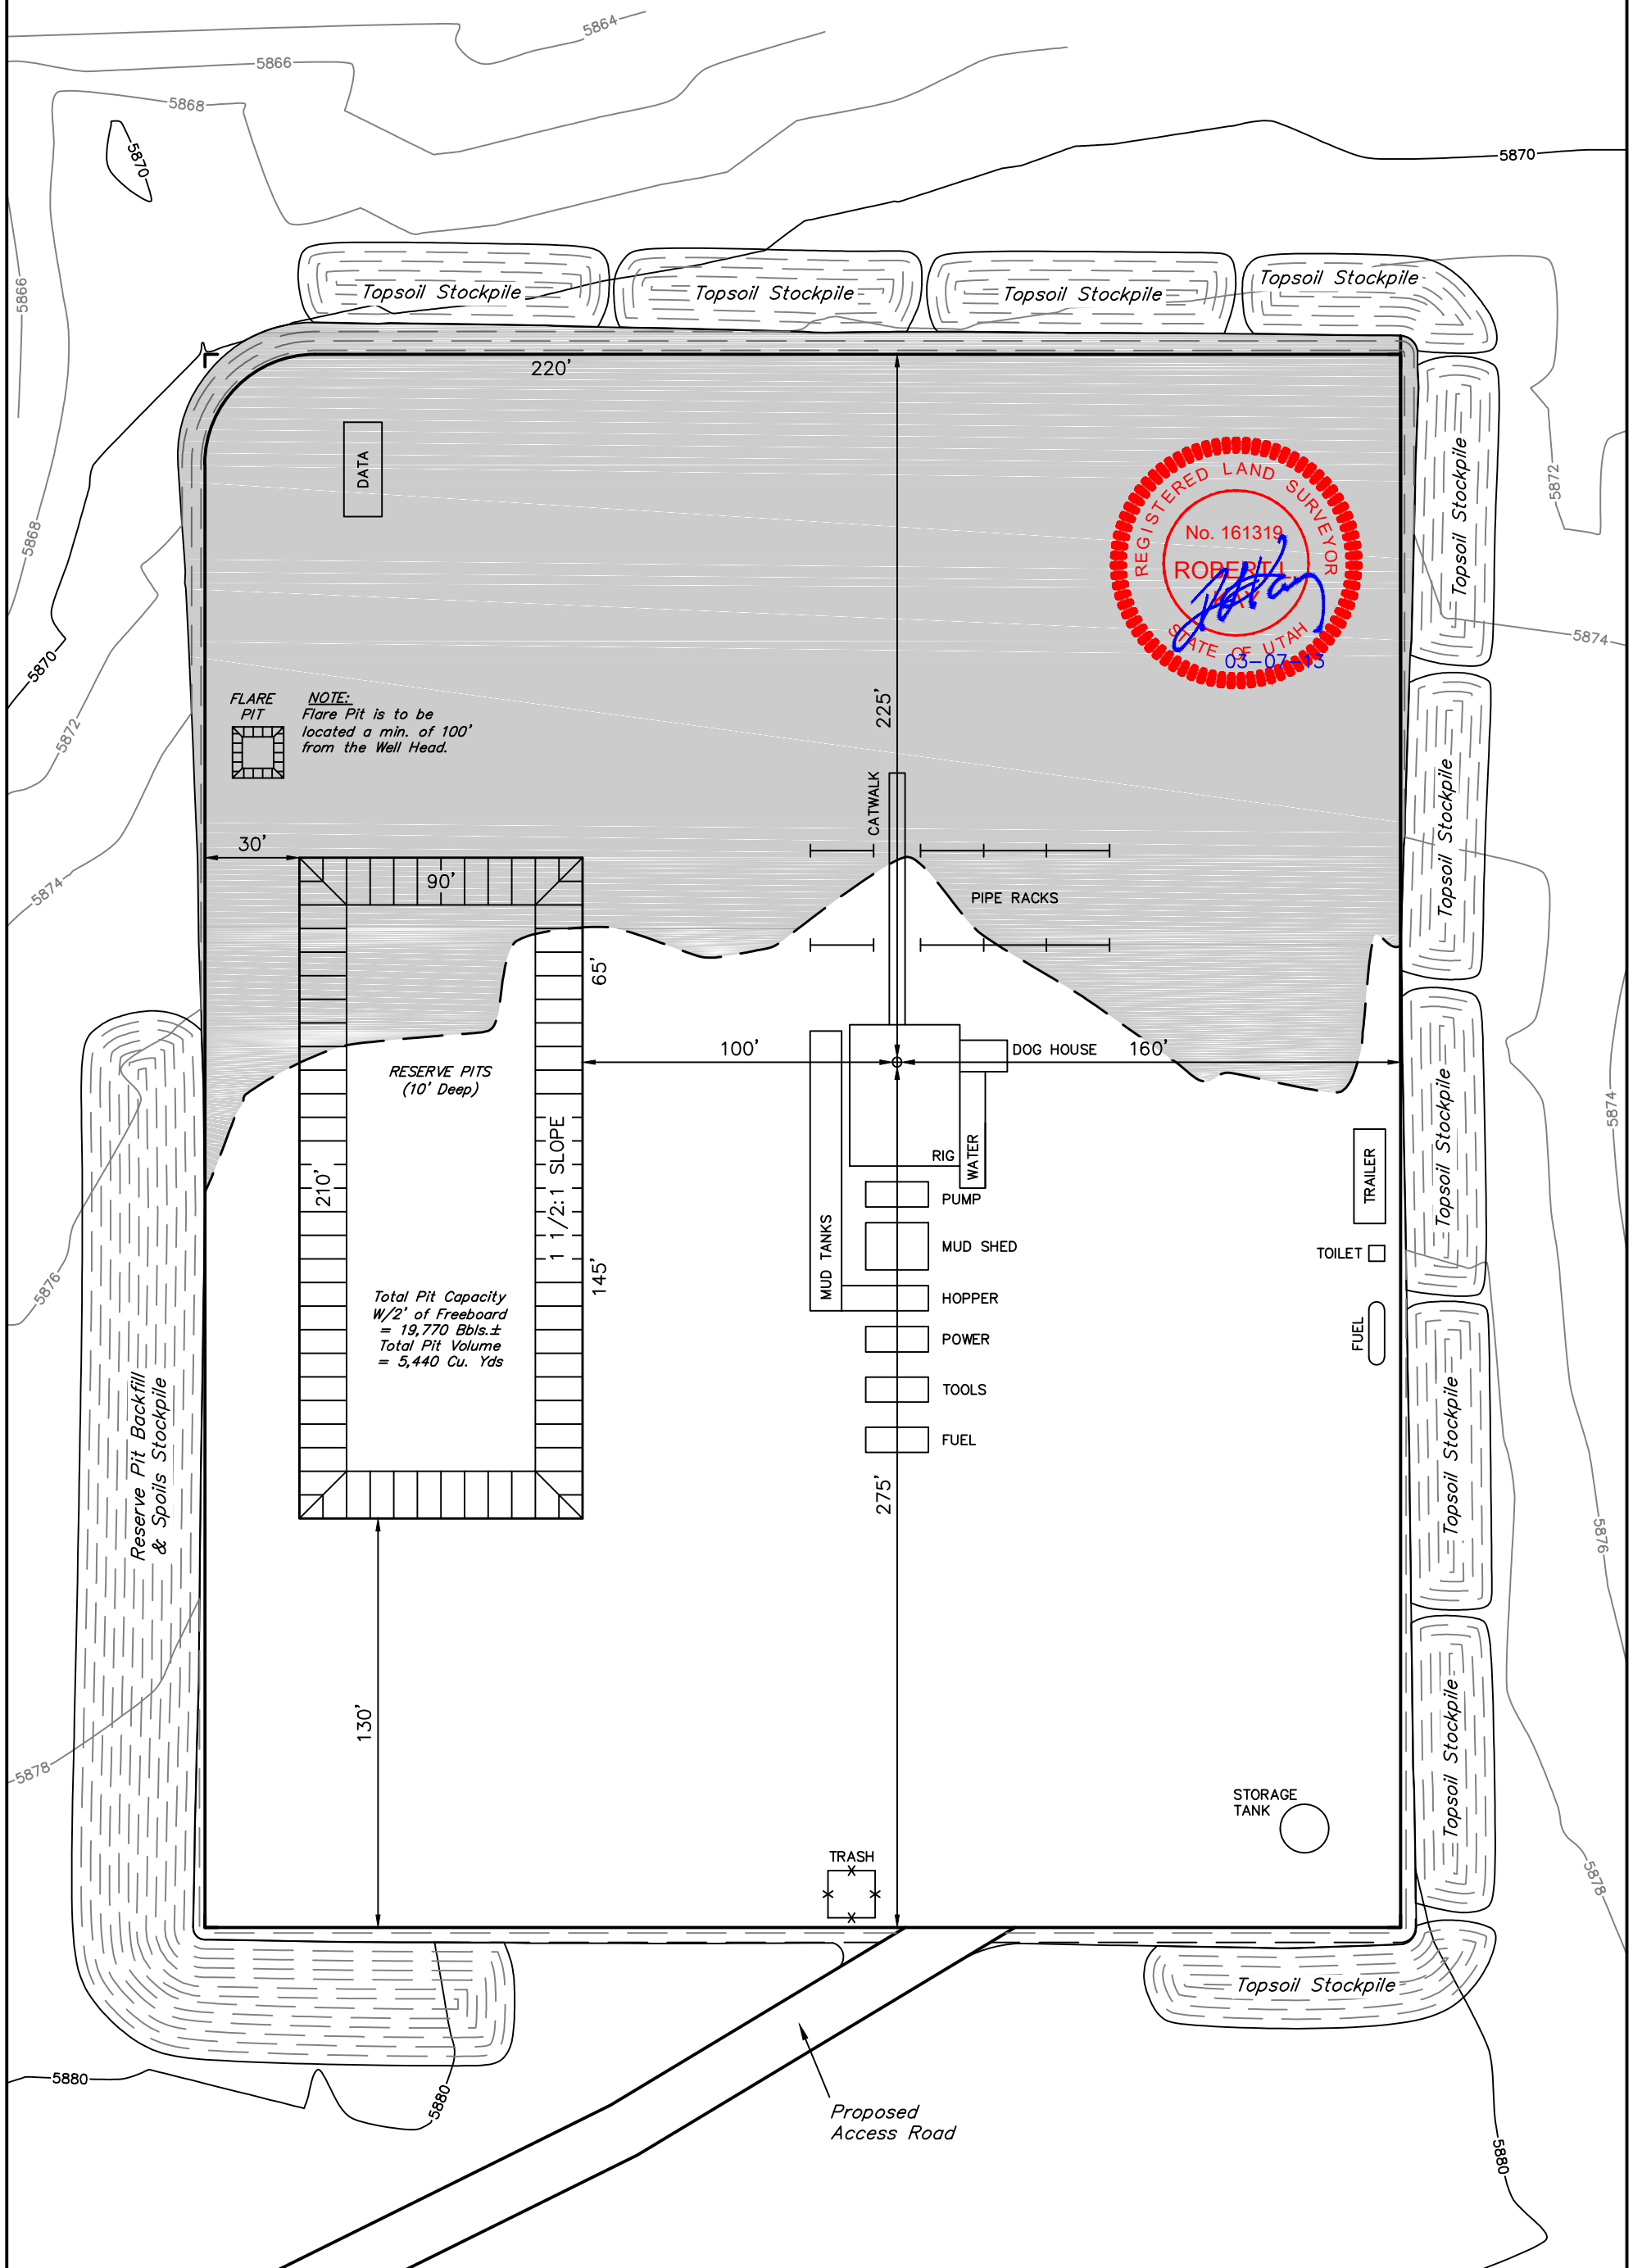 5864
5866
5868
5870
5870
5866
Topsoil Stockpile
Topsoil Stockpile
Topsoil Stockpile
Topsoil Stockpile
220'
DATA
REGISTERED LAND SURVEYOR
No. 161319
ROBERT L.
KAY
STATE OF UTAH
03-07-13
Topsoil Stockpile
5872
5868
5874
5870
5872
FLARE
PIT
NOTE:
Flare Pit is to be
located a min. of 100'
from the Well Head.
225'
CATWALK
Topsoil Stockpile
30'
90'
5874
PIPE RACKS
65'
100'
DOG HOUSE
160'
RESERVE PITS
(10' Deep)
5874
Topsoil Stockpile
RIG
WATER
TRAILER
210'
1 1/2:1 SLOPE
PUMP
MUD TANKS
MUD SHED
TOILET
145'
5876
HOPPER
Total Pit Capacity
W/2' of Freeboard
= 19,770 Bbls.±
Total Pit Volume
= 5,440 Cu. Yds
POWER
FUEL
TOOLS
FUEL
Reserve Pit Backfill
& Spoils Stockpile
Topsoil Stockpile
275'
5876
130'
Topsoil Stockpile
5878
STORAGE
TANK
TRASH
5878
Topsoil Stockpile
5880
5880
Proposed
Access Road
5880